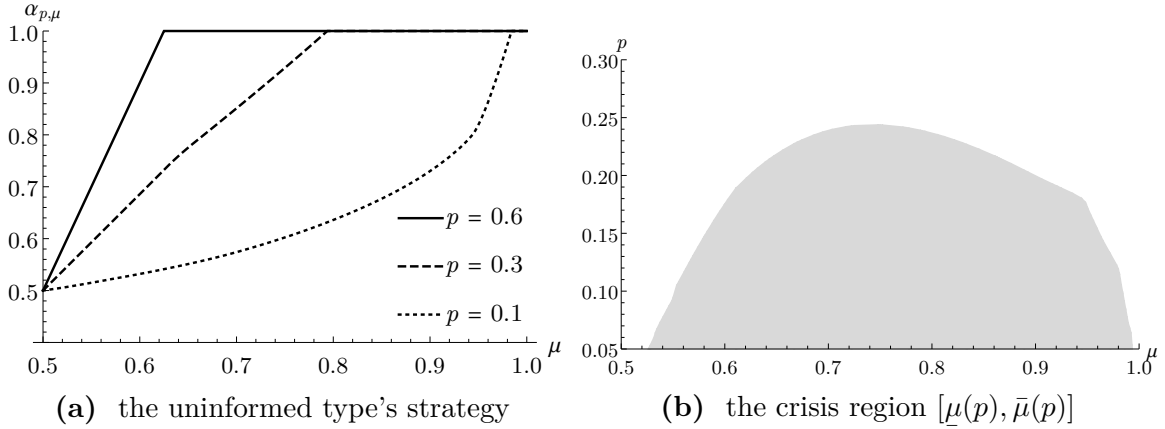 α_{p,μ}
1.0
0.9
0.8
0.7
0.6
0.5
p = 0.6
p = 0.3
p = 0.1
0.5 0.6 0.7 0.8 0.9 1.0 μ
(a) the uninformed type's strategy
p
0.30
0.25
0.20
0.15
0.10
0.05
0.5 0.6 0.7 0.8 0.9 1.0 μ
(b) the crisis region [μ̲(p), μ̄(p)]